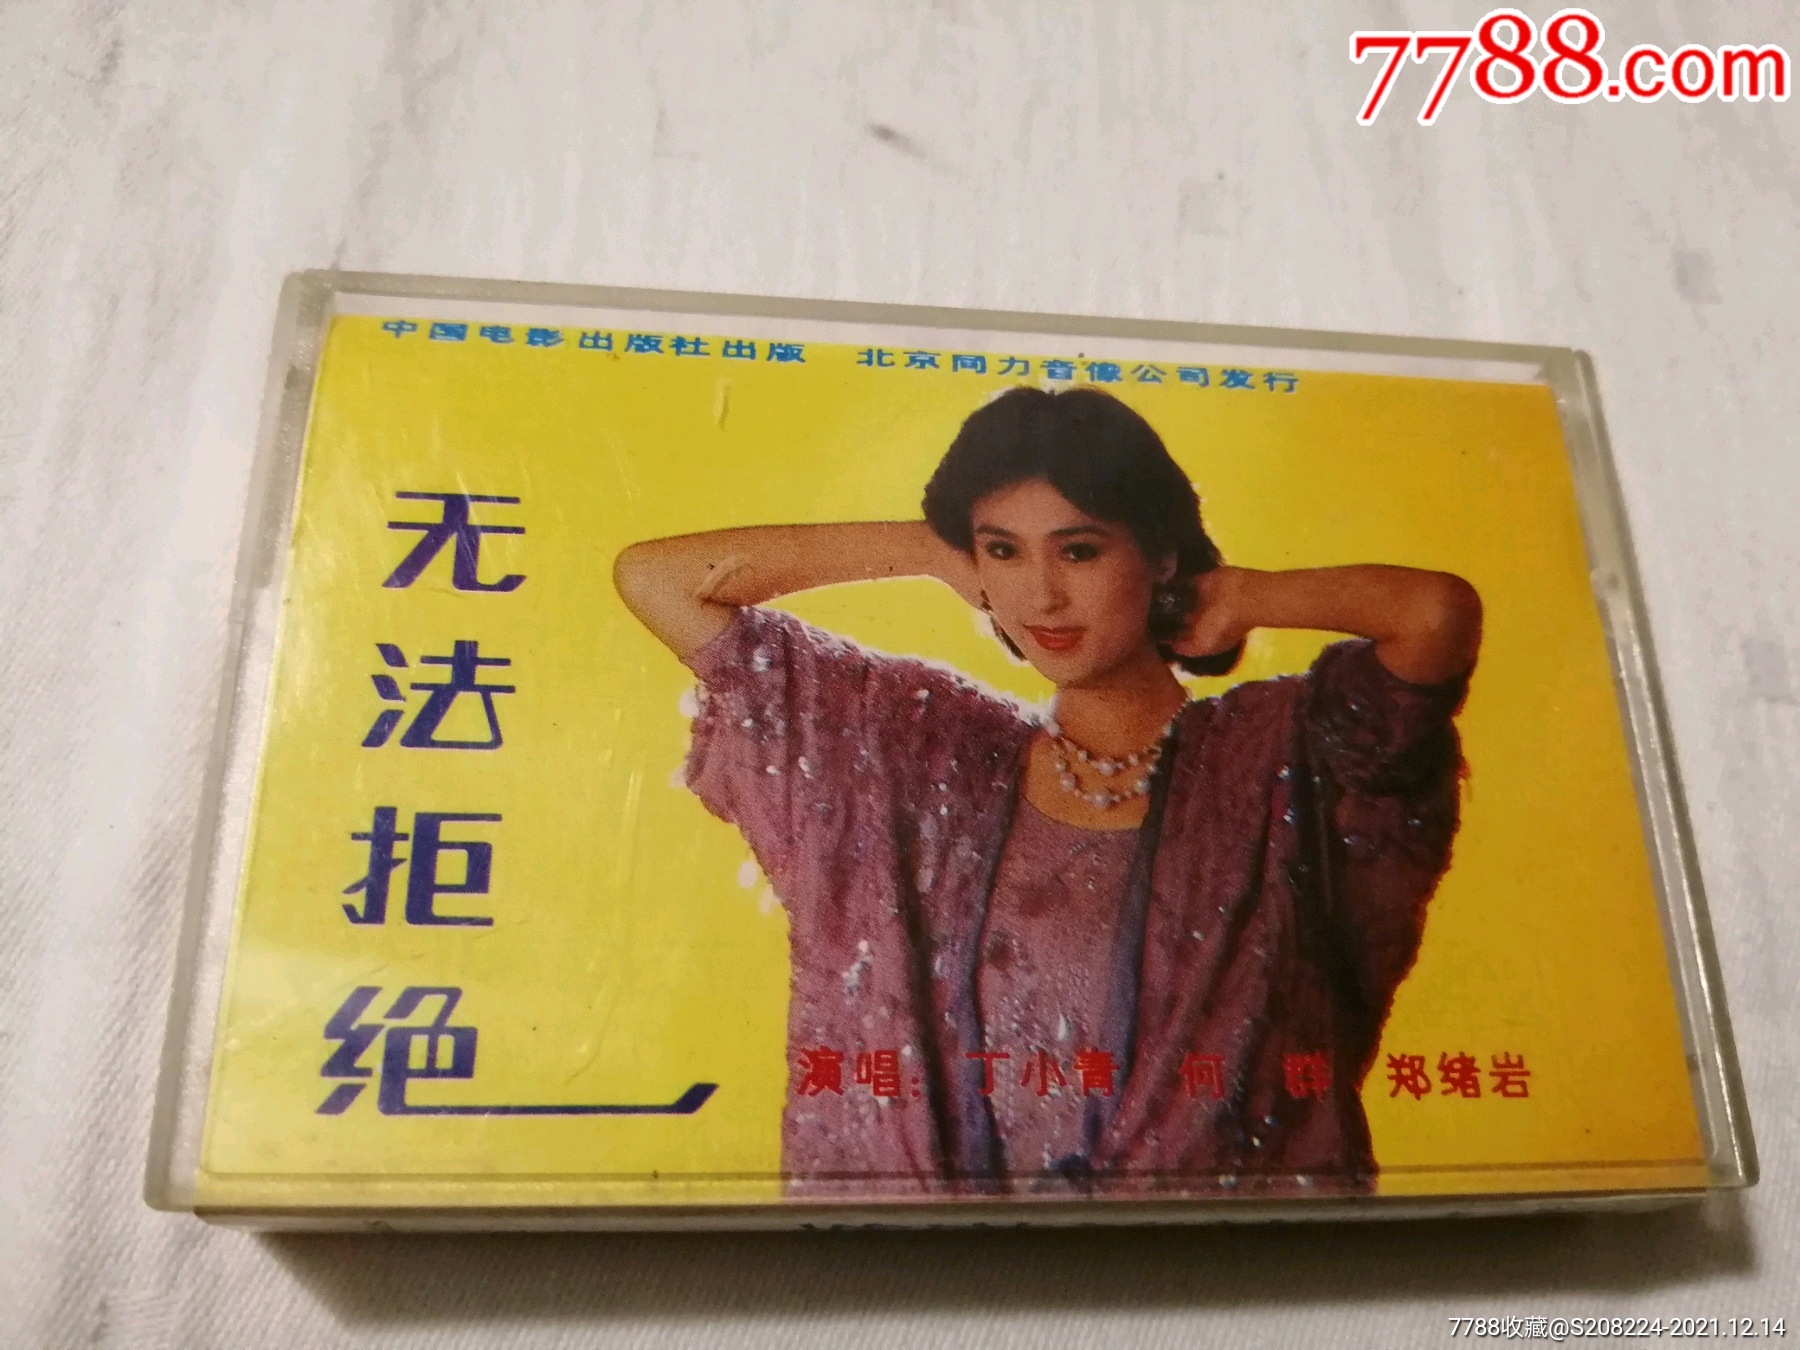 7788.com
中国电影出版社出版 北京同力音像公司发行
无法拒绝
演唱：丁小青 何群 郑绪岩
7788收藏@S208224-2021.12.14